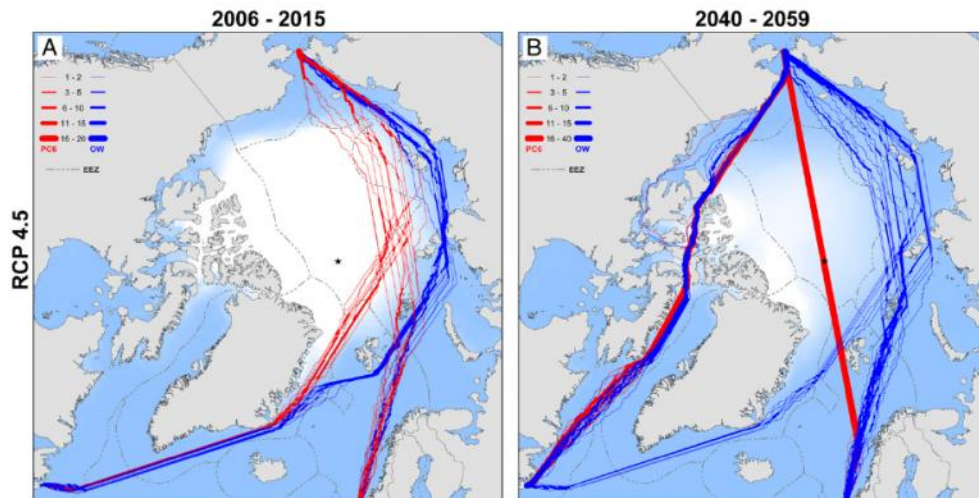 2006 - 2015
2040 - 2059
RCP 4.5
A
1 - 2
3 - 5
6 - 10
11 - 15
16 - 20
PC6
OW
EEZ
B
1 - 2
3 - 5
6 - 10
11 - 15
16 - 40
PC6
OW
EEZ